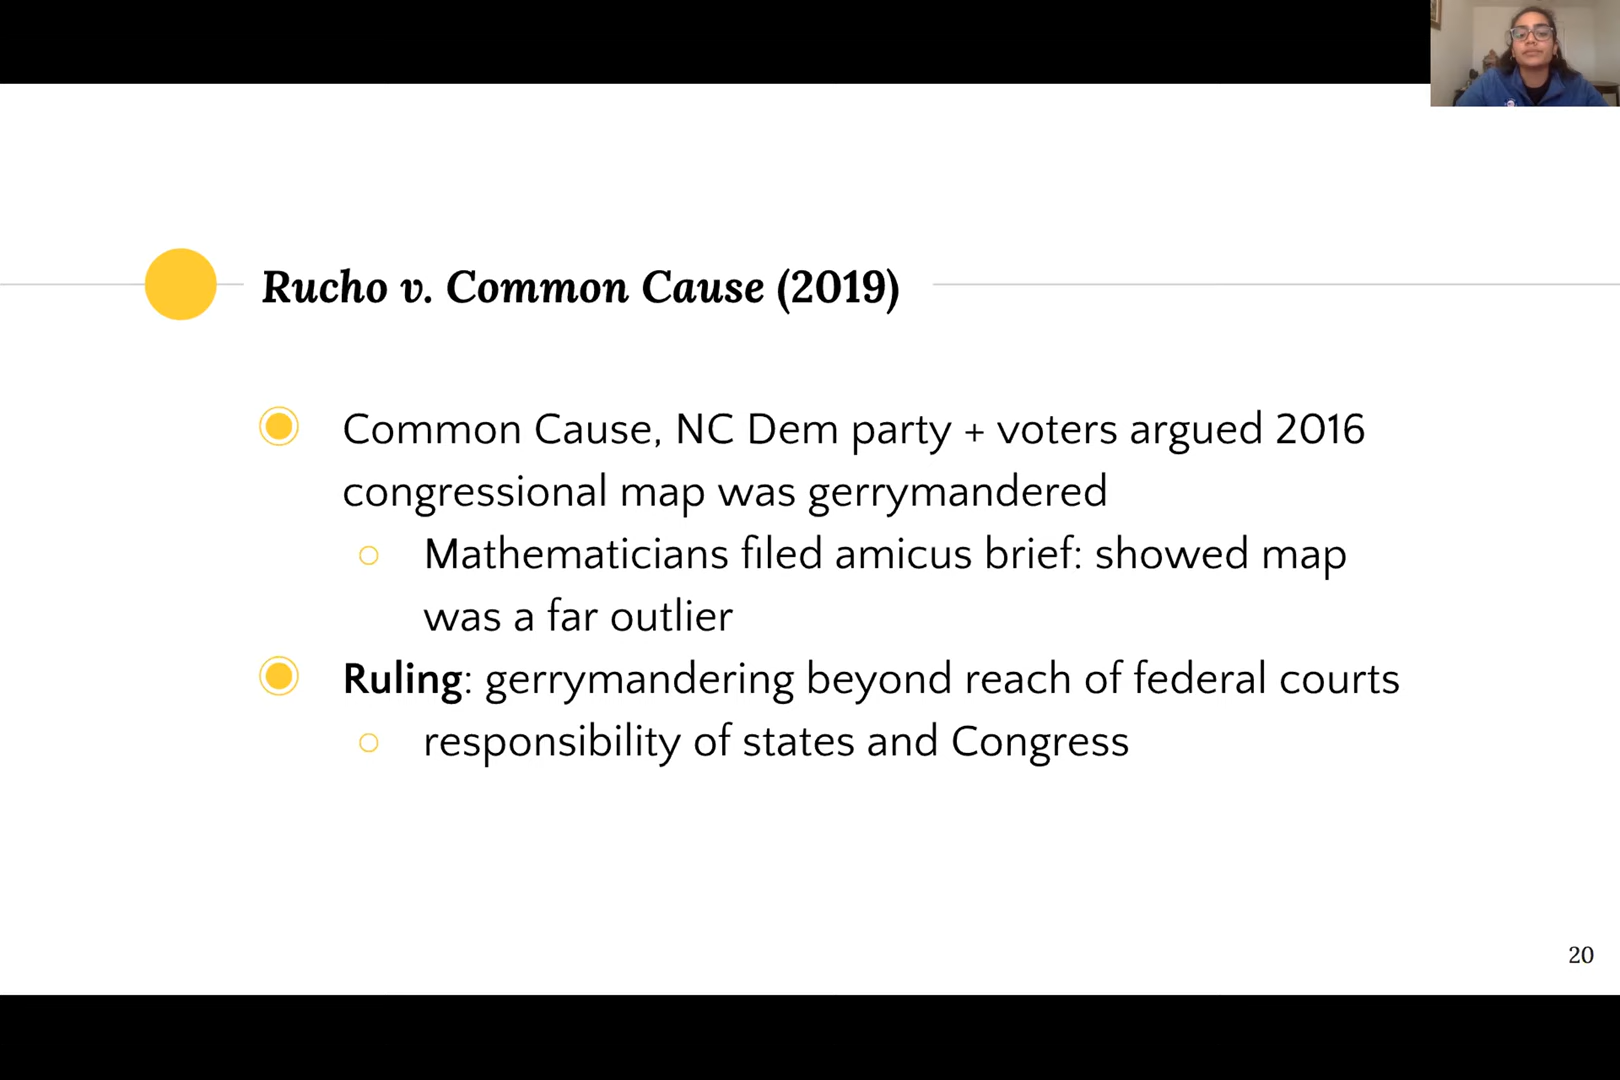 Rucho v. Common Cause (2019)
Common Cause, NC Dem party + voters argued 2016
congressional map was gerrymandered
Mathematicians filed amicus brief: showed map
was a far outlier
Ruling: gerrymandering beyond reach of federal courts
responsibility of states and Congress
20